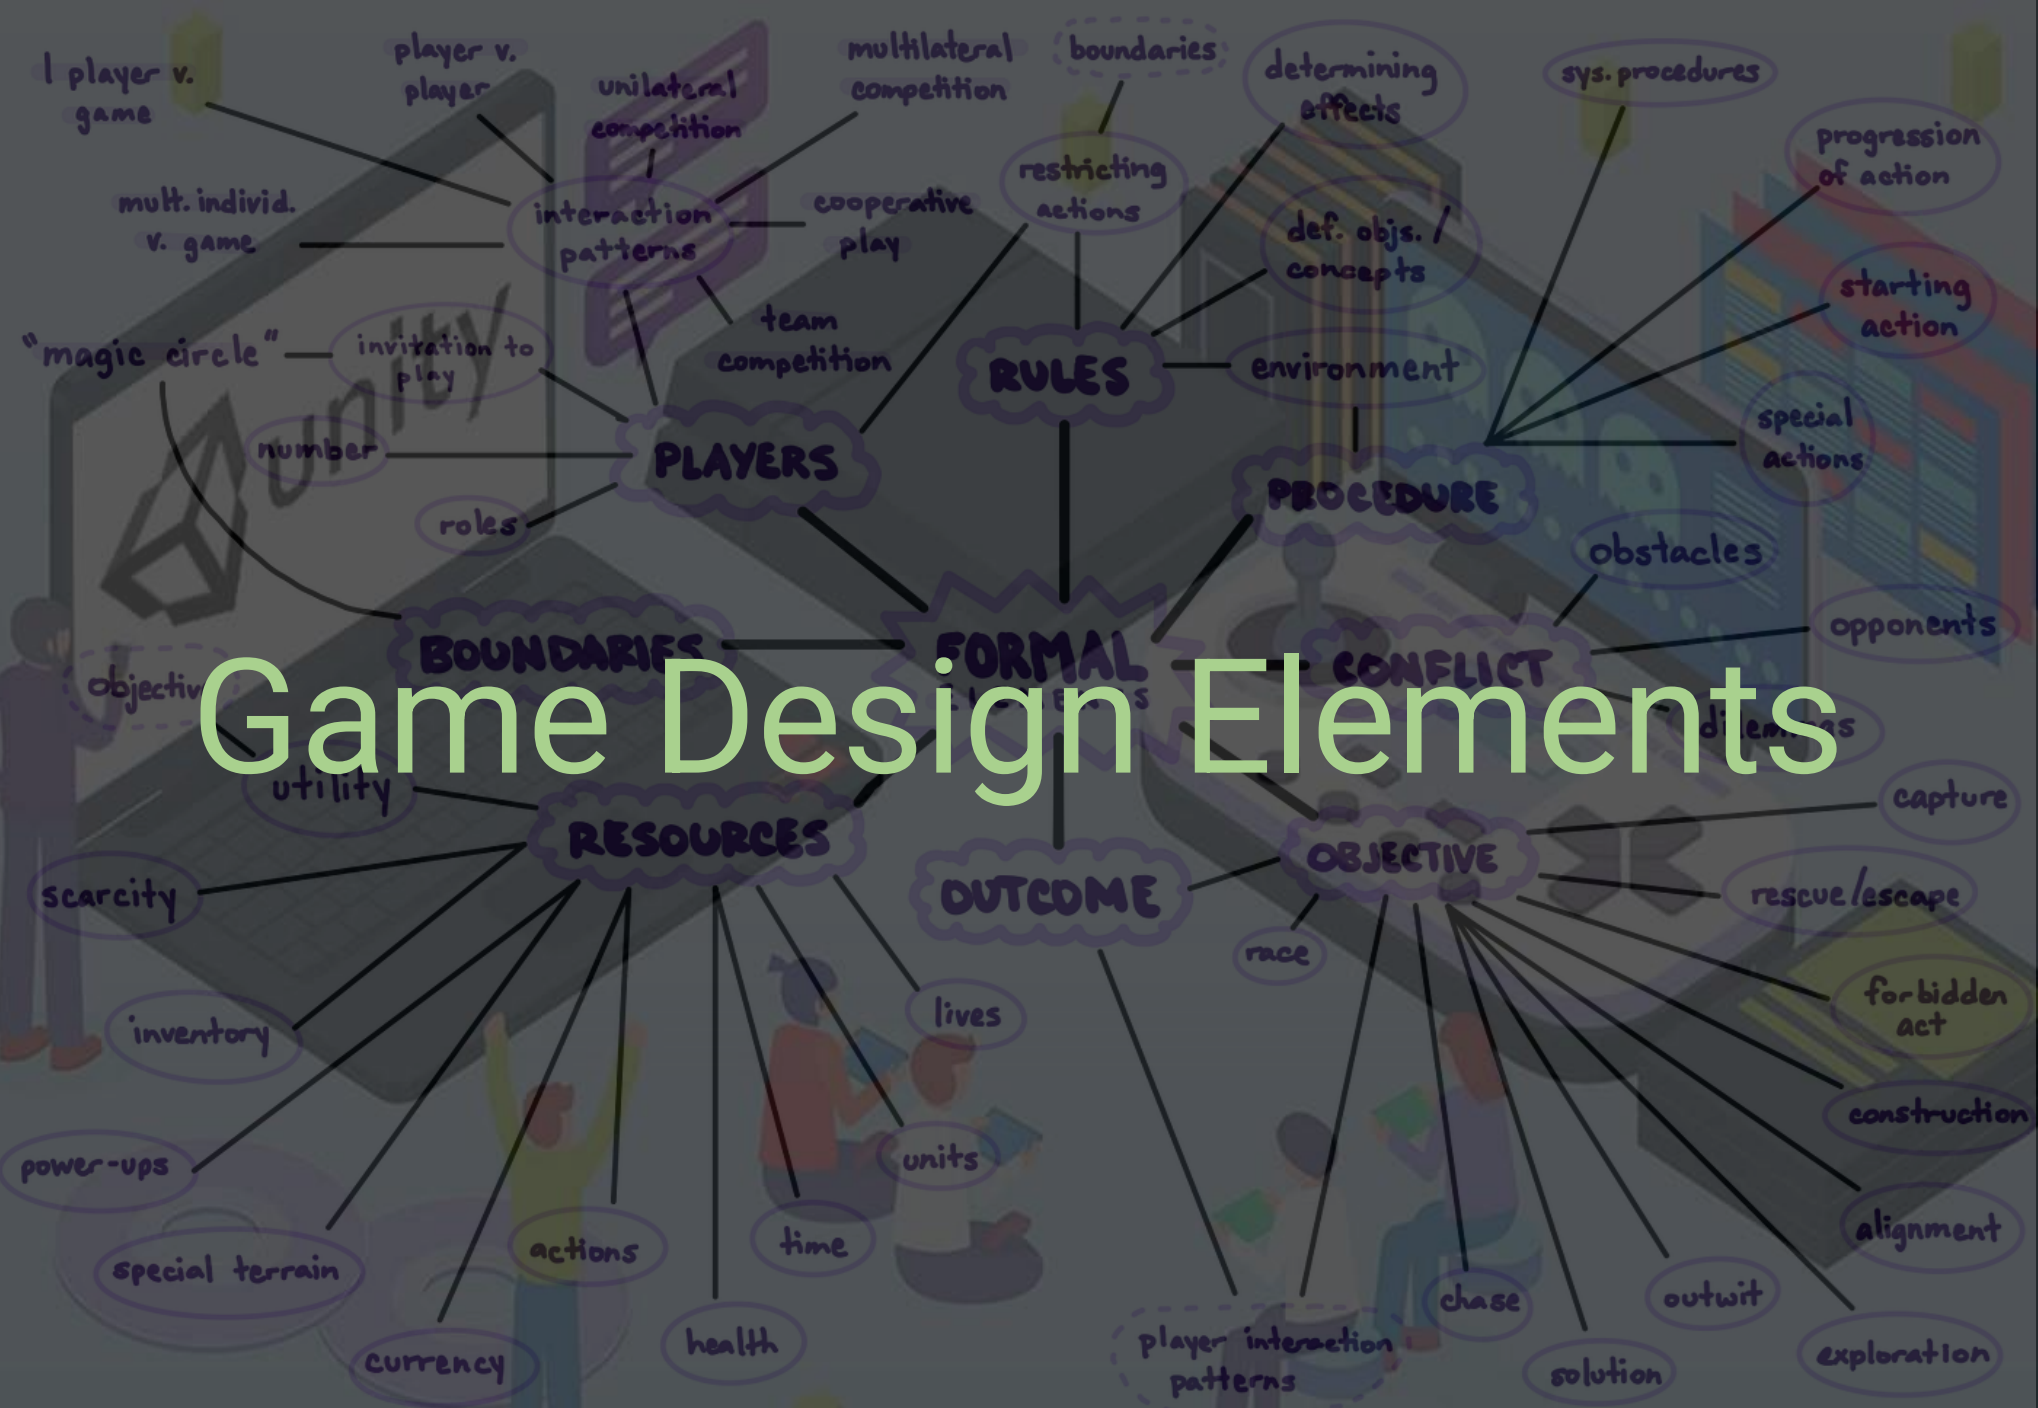 1 player v.
game
player v.
player
unilateral
competition
multilateral
competition
boundaries
determining
effects
sys. procedures
progression
of action
mult. individ.
v. game
interaction
patterns
cooperative
play
restricting
actions
def. objs. /
concepts
starting
action
"magic circle"
invitation to
play
unity
team
competition
RULES
environment
special
actions
number
PLAYERS
PROCEDURE
roles
obstacles
opponents
BOUNDARIES
FORMAL
ELEMENTS
CONFLICT
objective
dilemmas
Game Design Elements
utility
RESOURCES
OUTCOME
OBJECTIVE
capture
scarcity
rescue/escape
race
forbidden
act
inventory
lives
construction
power-ups
units
alignment
special terrain
actions
time
chase
outwit
currency
health
player interaction
patterns
solution
exploration